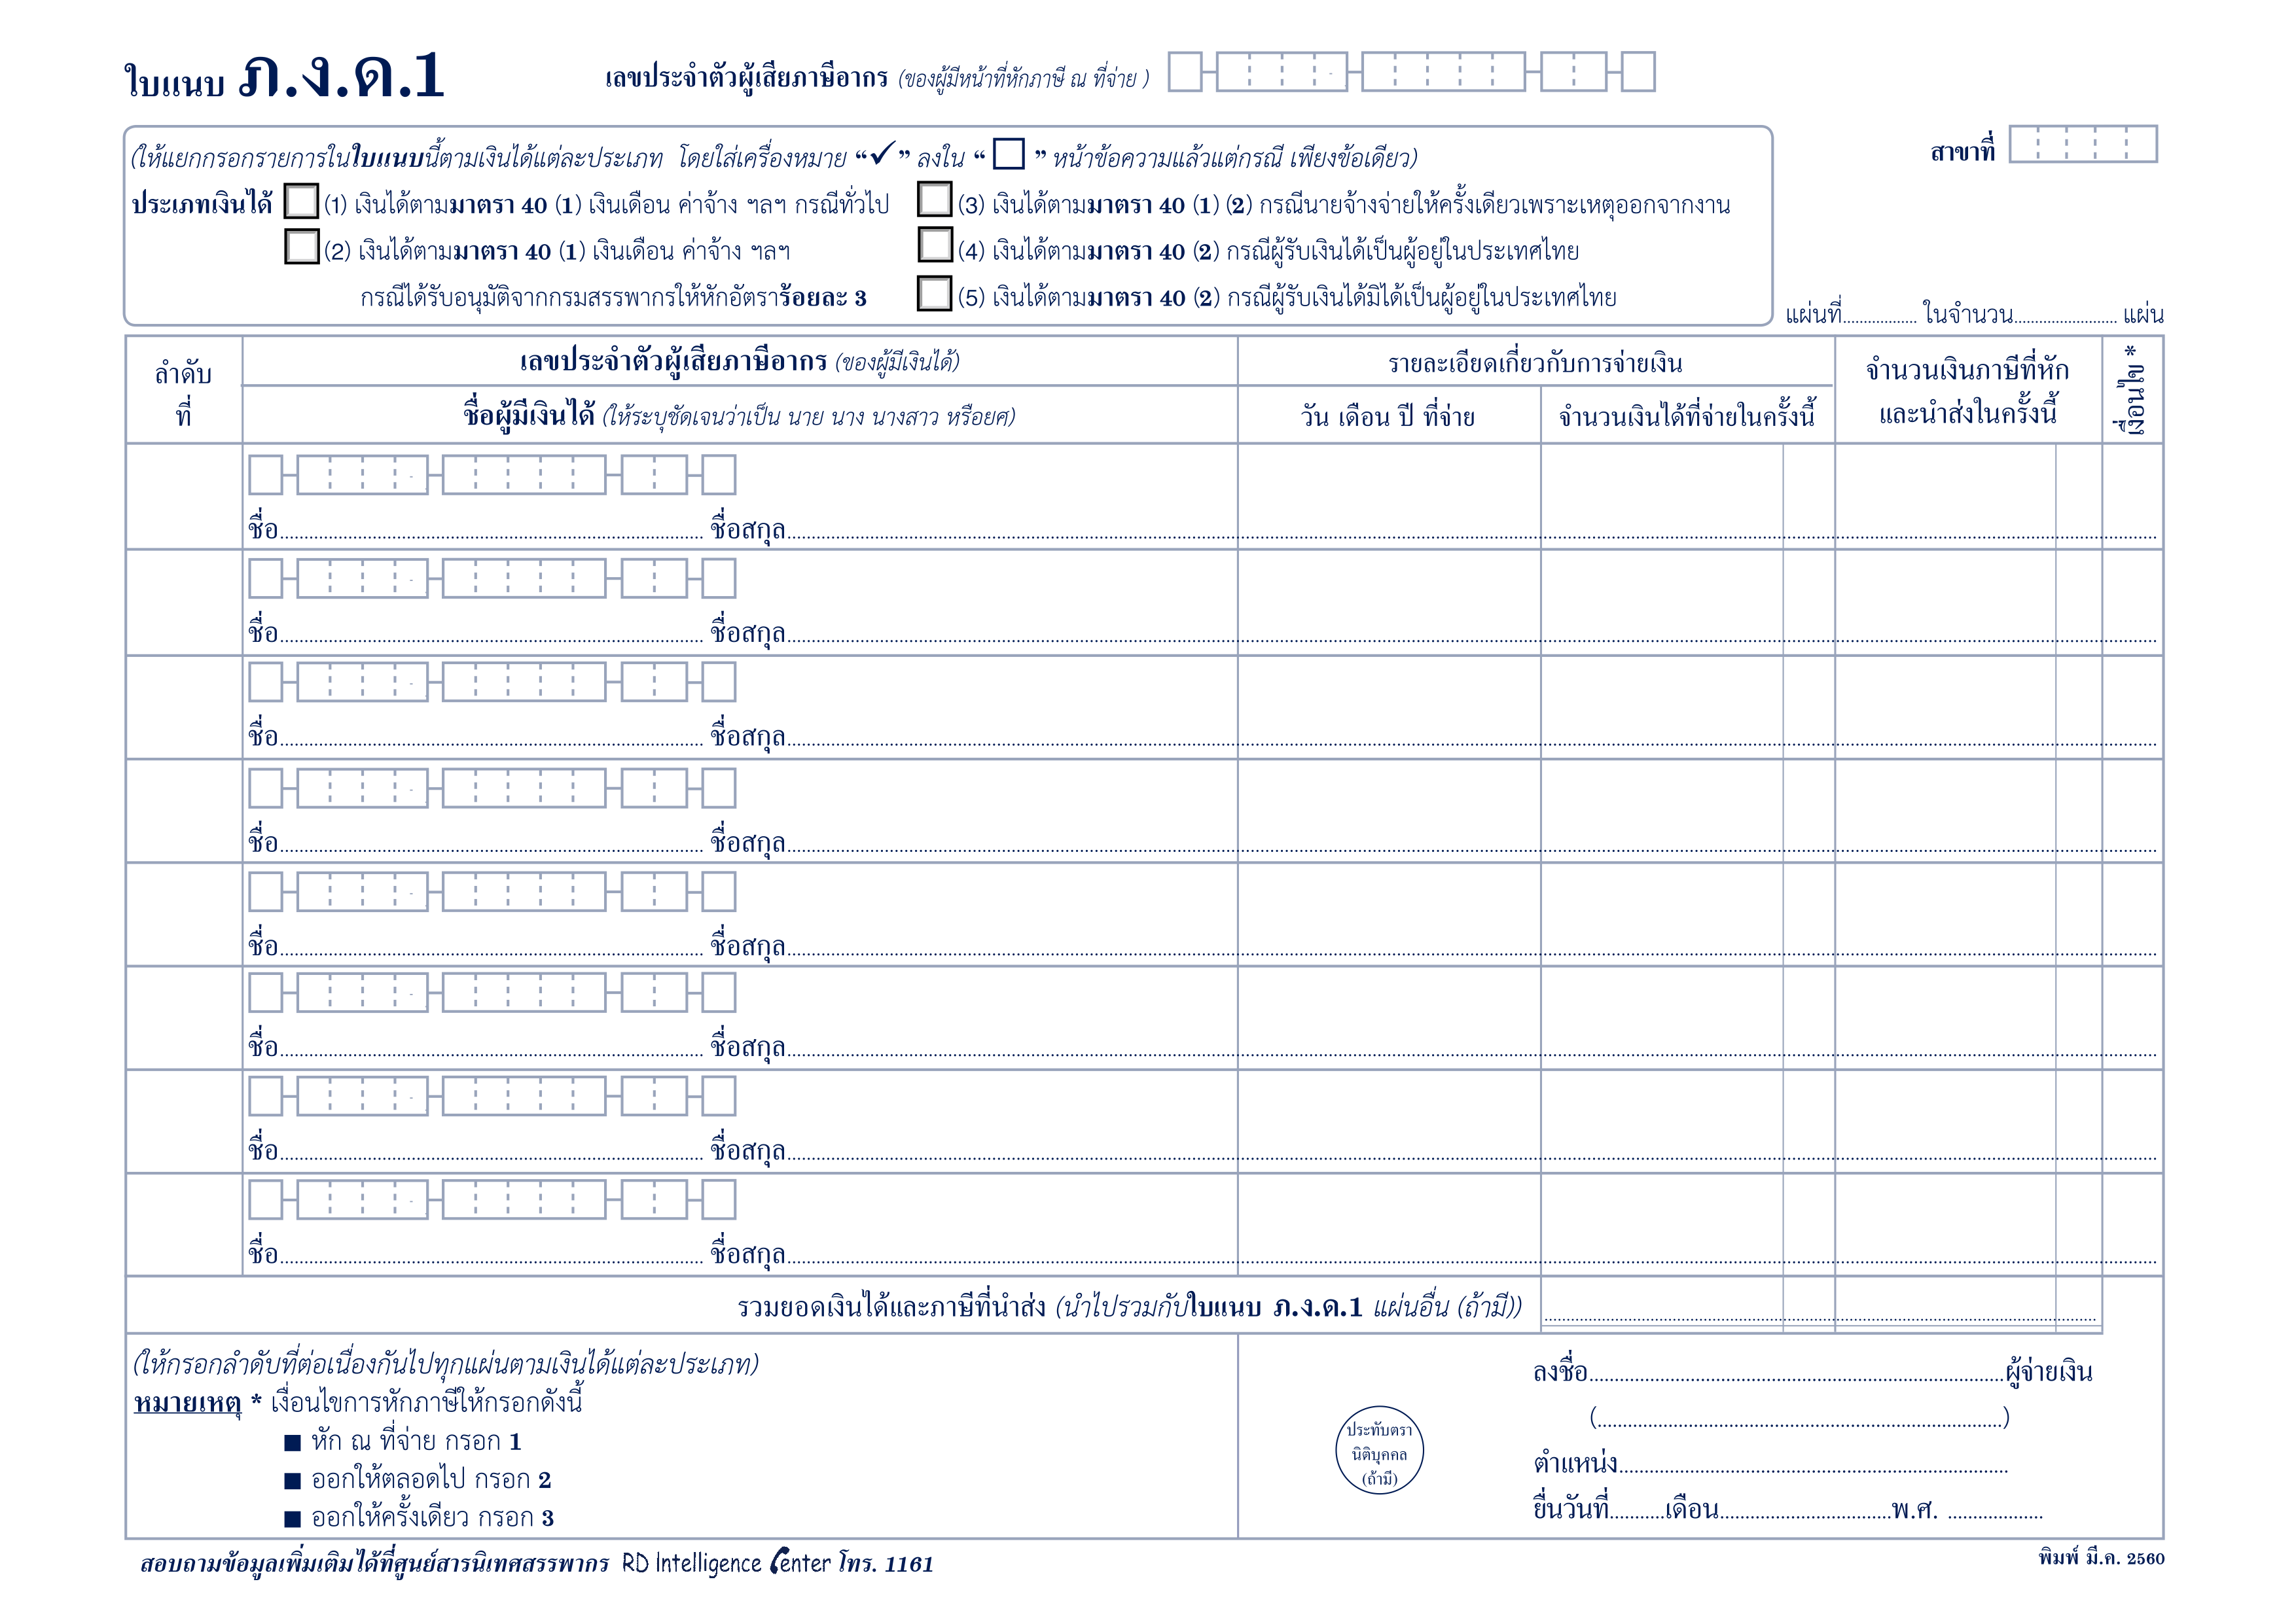 ใบแนบ ภ.ง.ด.1 เลขประจำตัวผู้เสียภาษีอากร (ของผู้มีหน้าที่หักภาษี ณ ที่จ่าย )
สาขาที่
(ให้แยกกรอกรายการในใบแนบนี้ตามเงินได้แต่ละประเภท โดยใส่เครื่องหมาย “✓” ลงใน “☐” หน้าข้อความแล้วแต่กรณี เพียงข้อเดียว)
ประเภทเงินได้ (1) เงินได้ตามมาตรา 40 (1) เงินเดือน ค่าจ้าง ฯลฯ กรณีทั่วไป (3) เงินได้ตามมาตรา 40 (1) (2) กรณีนายจ้างจ่ายให้ครั้งเดียวเพราะเหตุออกจากงาน
(2) เงินได้ตามมาตรา 40 (1) เงินเดือน ค่าจ้าง ฯลฯ (4) เงินได้ตามมาตรา 40 (2) กรณีผู้รับเงินได้เป็นผู้อยู่ในประเทศไทย
กรณีได้รับอนุมัติจากกรมสรรพากรให้หักอัตราร้อยละ 3 (5) เงินได้ตามมาตรา 40 (2) กรณีผู้รับเงินได้มิได้เป็นผู้อยู่ในประเทศไทย
แผ่นที่................. ในจำนวน........................ แผ่น
ลำดับ
ที่
เลขประจำตัวผู้เสียภาษีอากร (ของผู้มีเงินได้)
ชื่อผู้มีเงินได้ (ให้ระบุชัดเจนว่าเป็น นาย นาง นางสาว หรือยศ)
รายละเอียดเกี่ยวกับการจ่ายเงิน
วัน เดือน ปี ที่จ่าย
จำนวนเงินได้ที่จ่ายในครั้งนี้
จำนวนเงินภาษีที่หัก
และนำส่งในครั้งนี้
เงื่อนไข *
ชื่อ.................... ชื่อสกุล....................
ชื่อ.................... ชื่อสกุล....................
ชื่อ.................... ชื่อสกุล....................
ชื่อ.................... ชื่อสกุล....................
ชื่อ.................... ชื่อสกุล....................
ชื่อ.................... ชื่อสกุล....................
ชื่อ.................... ชื่อสกุล....................
ชื่อ.................... ชื่อสกุล....................
รวมยอดเงินได้และภาษีที่นำส่ง (นำไปรวมกับใบแนบ ภ.ง.ด.1 แผ่นอื่น (ถ้ามี))
(ให้กรอกลำดับที่ต่อเนื่องกันไปทุกแผ่นตามเงินได้แต่ละประเภท)
หมายเหตุ * เงื่อนไขการหักภาษีให้กรอกดังนี้
■ หัก ณ ที่จ่าย กรอก 1
■ ออกให้ตลอดไป กรอก 2
■ ออกให้ครั้งเดียว กรอก 3
ประทับตรา
นิติบุคคล
(ถ้ามี)
ลงชื่อ....................ผู้จ่ายเงิน
(....................)
ตำแหน่ง....................
ยื่นวันที่...........เดือน....................พ.ศ. ...................
สอบถามข้อมูลเพิ่มเติมได้ที่ศูนย์สารนิเทศสรรพากร RD Intelligence Center โทร. 1161
พิมพ์ มี.ค. 2560